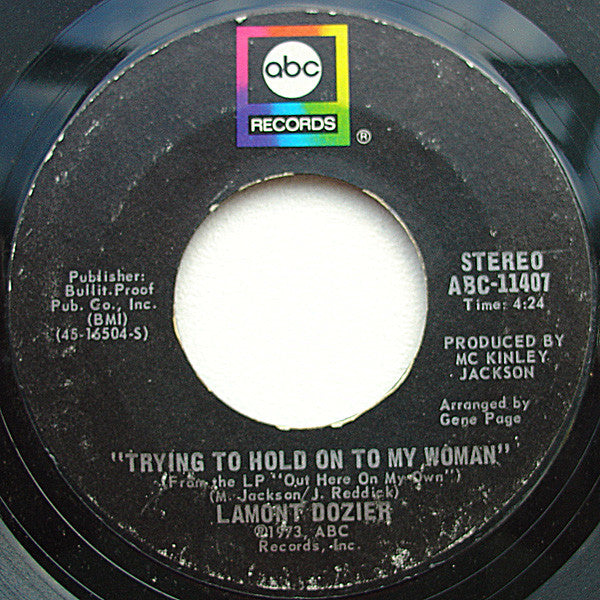 abc
RECORDS
®
Publisher:
Bullit.Proof
Pub. Co., Inc.
(BMI)
(45-16504-S)
STEREO
ABC-11407
Time: 4:24
PRODUCED BY
MC KINLEY
JACKSON
Arranged by
Gene Page
"TRYING TO HOLD ON TO MY WOMAN"
(From the LP "Out Here On My Own")
(M. Jackson/J. Reddick)
LAMONT DOZIER
℗1973, ABC
Records, Inc.